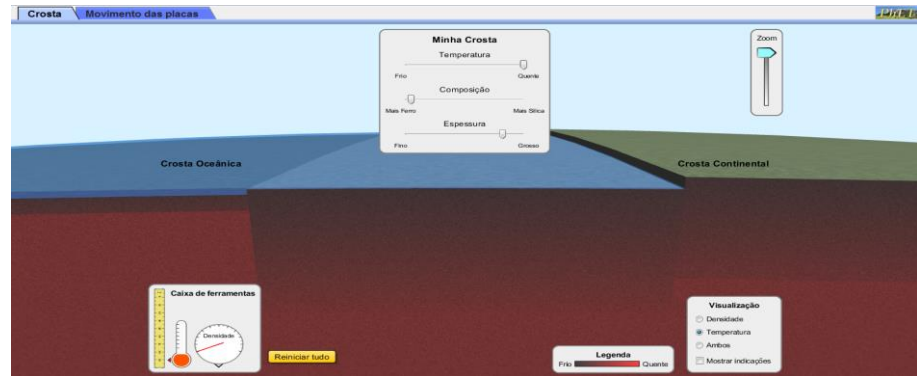 Crosta
Movimento das placas
Minha Crosta
Temperatura
Frio
Quente
Composição
Mais Ferro
Mais Sílica
Espessura
Fino
Grosso
Zoom
Crosta Oceânica
Crosta Continental
Caixa de ferramentas
Densidade
Reiniciar tudo
Legenda
Frio
Quente
Visualização
Densidade
Temperatura
Ambos
Mostrar indicações